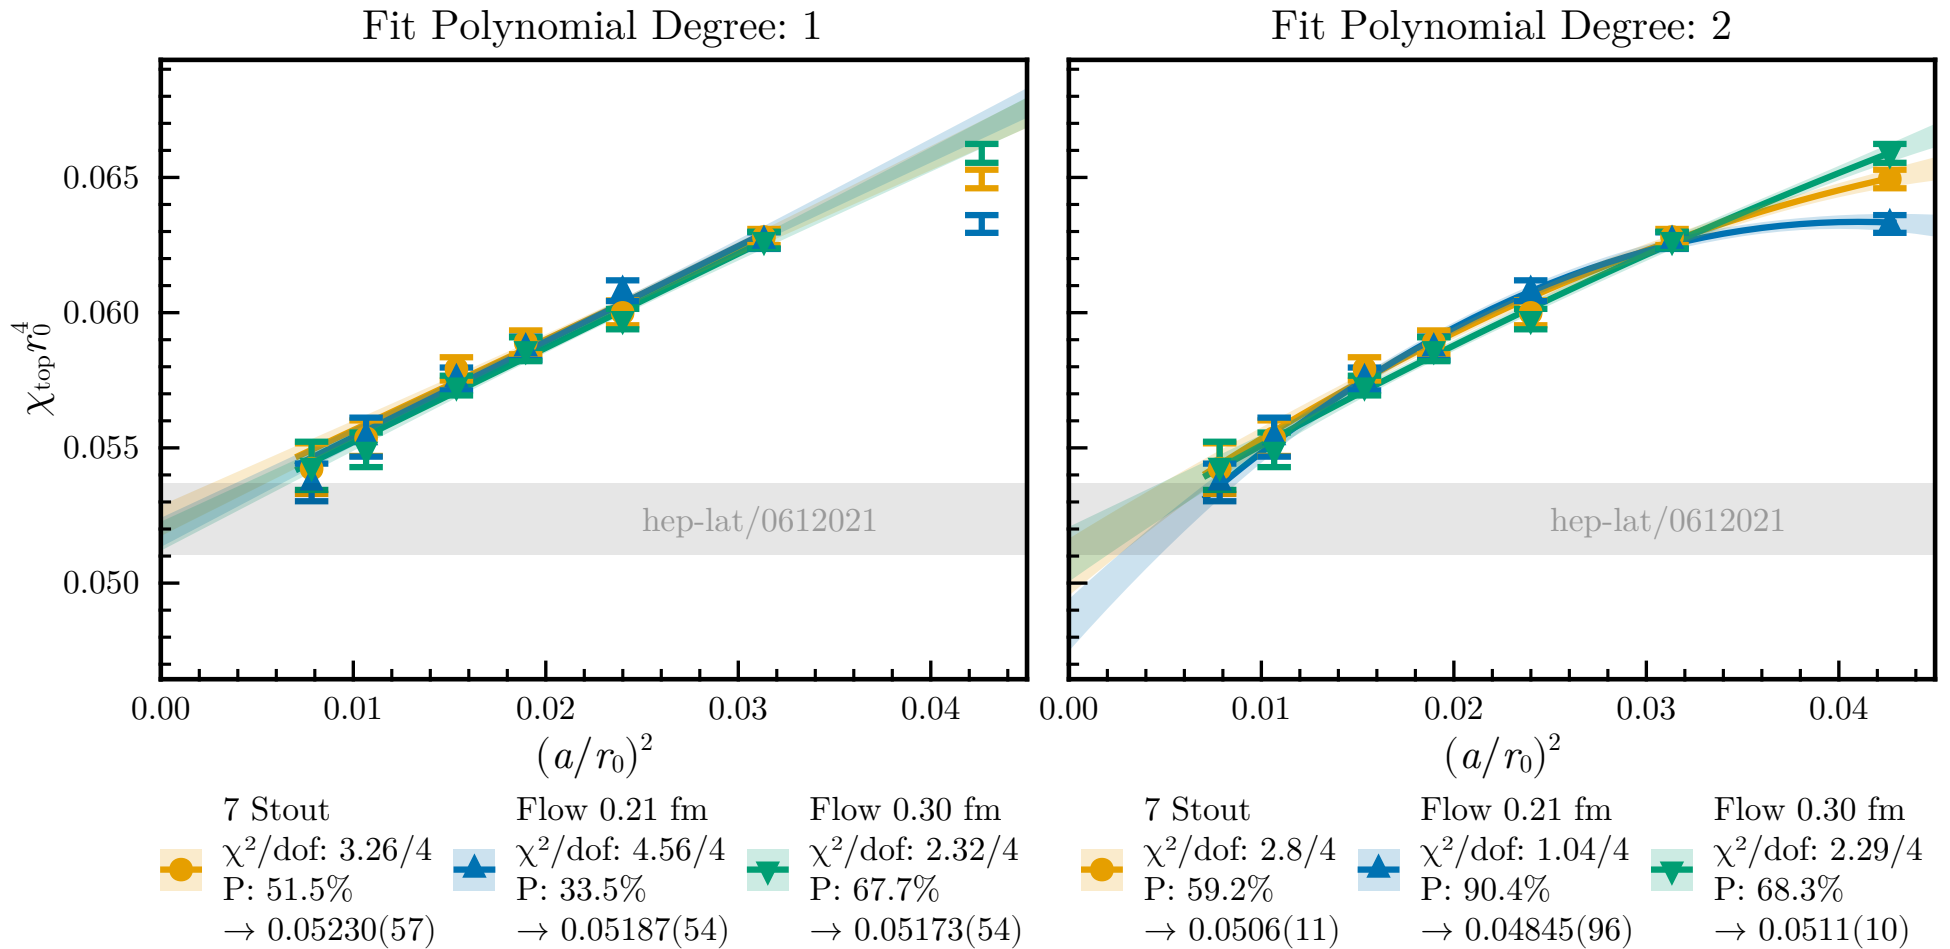 Fit Polynomial Degree: 1
Fit Polynomial Degree: 2
χ_top r_0^4
0.065
0.060
0.055
0.050
hep-lat/0612021
hep-lat/0612021
0.00 0.01 0.02 0.03 0.04
0.00 0.01 0.02 0.03 0.04
(a/r₀)²
(a/r₀)²
7 Stout
χ²/dof: 3.26/4
P: 51.5%
→ 0.05230(57)
Flow 0.21 fm
χ²/dof: 4.56/4
P: 33.5%
→ 0.05187(54)
Flow 0.30 fm
χ²/dof: 2.32/4
P: 67.7%
→ 0.05173(54)
7 Stout
χ²/dof: 2.8/4
P: 59.2%
→ 0.0506(11)
Flow 0.21 fm
χ²/dof: 1.04/4
P: 90.4%
→ 0.04845(96)
Flow 0.30 fm
χ²/dof: 2.29/4
P: 68.3%
→ 0.0511(10)